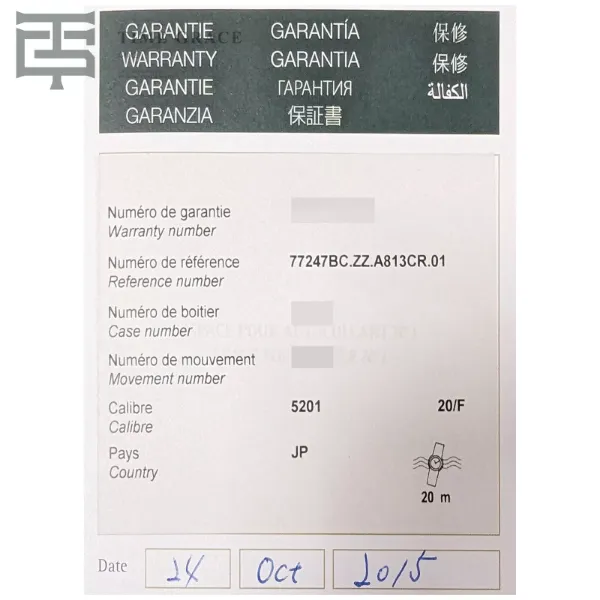 GARANTIE GARANTÍA 保修
TIME GRACE
WARRANTY GARANTIA 保修
GARANTIE ГАРАНТИЯ الكفالة
GARANZIA 保証書
Numéro de garantie
Warranty number
Numéro de référence 77247BC.ZZ.A813CR.01
Reference number
Numéro de boitier
Case number
Numéro de mouvement
Movement number
Calibre 5201 20/F
Calibre
Pays JP
Country
20 m
Date 24 Oct 2015